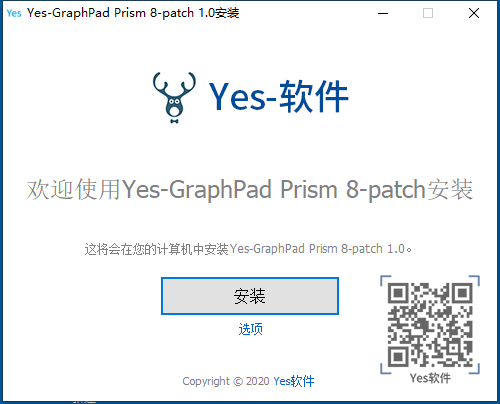 Yes Yes-GraphPad Prism 8-patch 1.0安装
Yes-软件
欢迎使用Yes-GraphPad Prism 8-patch安装
这将会在您的计算机中安装Yes-GraphPad Prism 8-patch 1.0。
安装
选项
Yes软件
Copyright © 2020 Yes软件